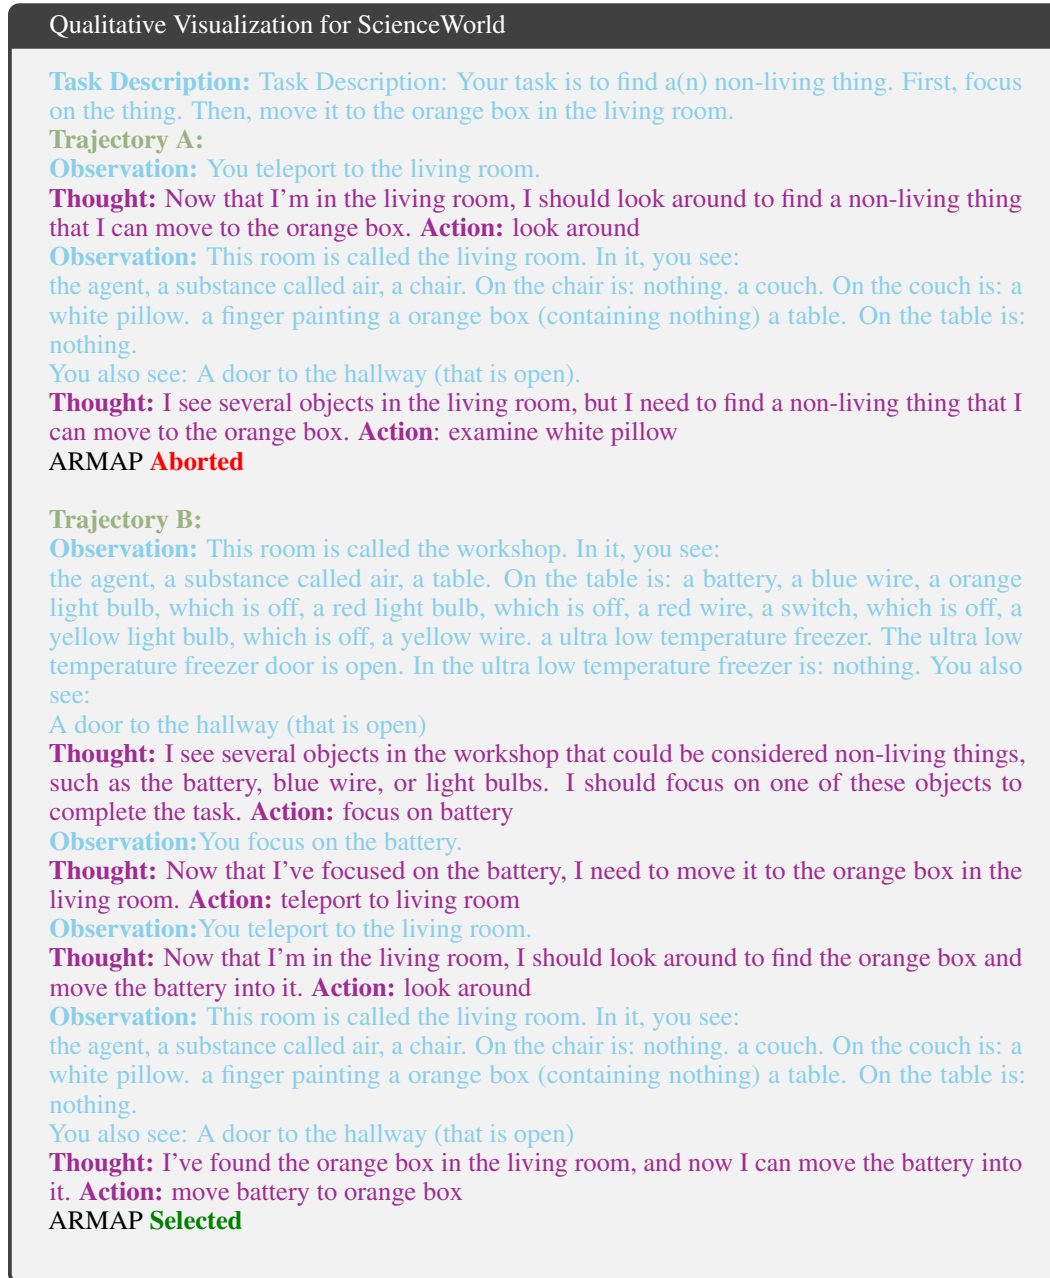 Qualitative Visualization for ScienceWorld
Task Description: Task Description: Your task is to find a(n) non-living thing. First, focus
on the thing. Then, move it to the orange box in the living room.
Trajectory A:
Observation: You teleport to the living room.
Thought: Now that I'm in the living room, I should look around to find a non-living thing
that I can move to the orange box. Action: look around
Observation: This room is called the living room. In it, you see:
the agent, a substance called air, a chair. On the chair is: nothing. a couch. On the couch is: a
white pillow. a finger painting a orange box (containing nothing) a table. On the table is:
nothing.
You also see: A door to the hallway (that is open).
Thought: I see several objects in the living room, but I need to find a non-living thing that I
can move to the orange box. Action: examine white pillow
ARMAP Aborted
Trajectory B:
Observation: This room is called the workshop. In it, you see:
the agent, a substance called air, a table. On the table is: a battery, a blue wire, a orange
light bulb, which is off, a red light bulb, which is off, a red wire, a switch, which is off, a
yellow light bulb, which is off, a yellow wire. a ultra low temperature freezer. The ultra low
temperature freezer door is open. In the ultra low temperature freezer is: nothing. You also
see:
A door to the hallway (that is open)
Thought: I see several objects in the workshop that could be considered non-living things,
such as the battery, blue wire, or light bulbs. I should focus on one of these objects to
complete the task. Action: focus on battery
Observation:You focus on the battery.
Thought: Now that I've focused on the battery, I need to move it to the orange box in the
living room. Action: teleport to living room
Observation:You teleport to the living room.
Thought: Now that I'm in the living room, I should look around to find the orange box and
move the battery into it. Action: look around
Observation: This room is called the living room. In it, you see:
the agent, a substance called air, a chair. On the chair is: nothing. a couch. On the couch is: a
white pillow. a finger painting a orange box (containing nothing) a table. On the table is:
nothing.
You also see: A door to the hallway (that is open)
Thought: I've found the orange box in the living room, and now I can move the battery into
it. Action: move battery to orange box
ARMAP Selected